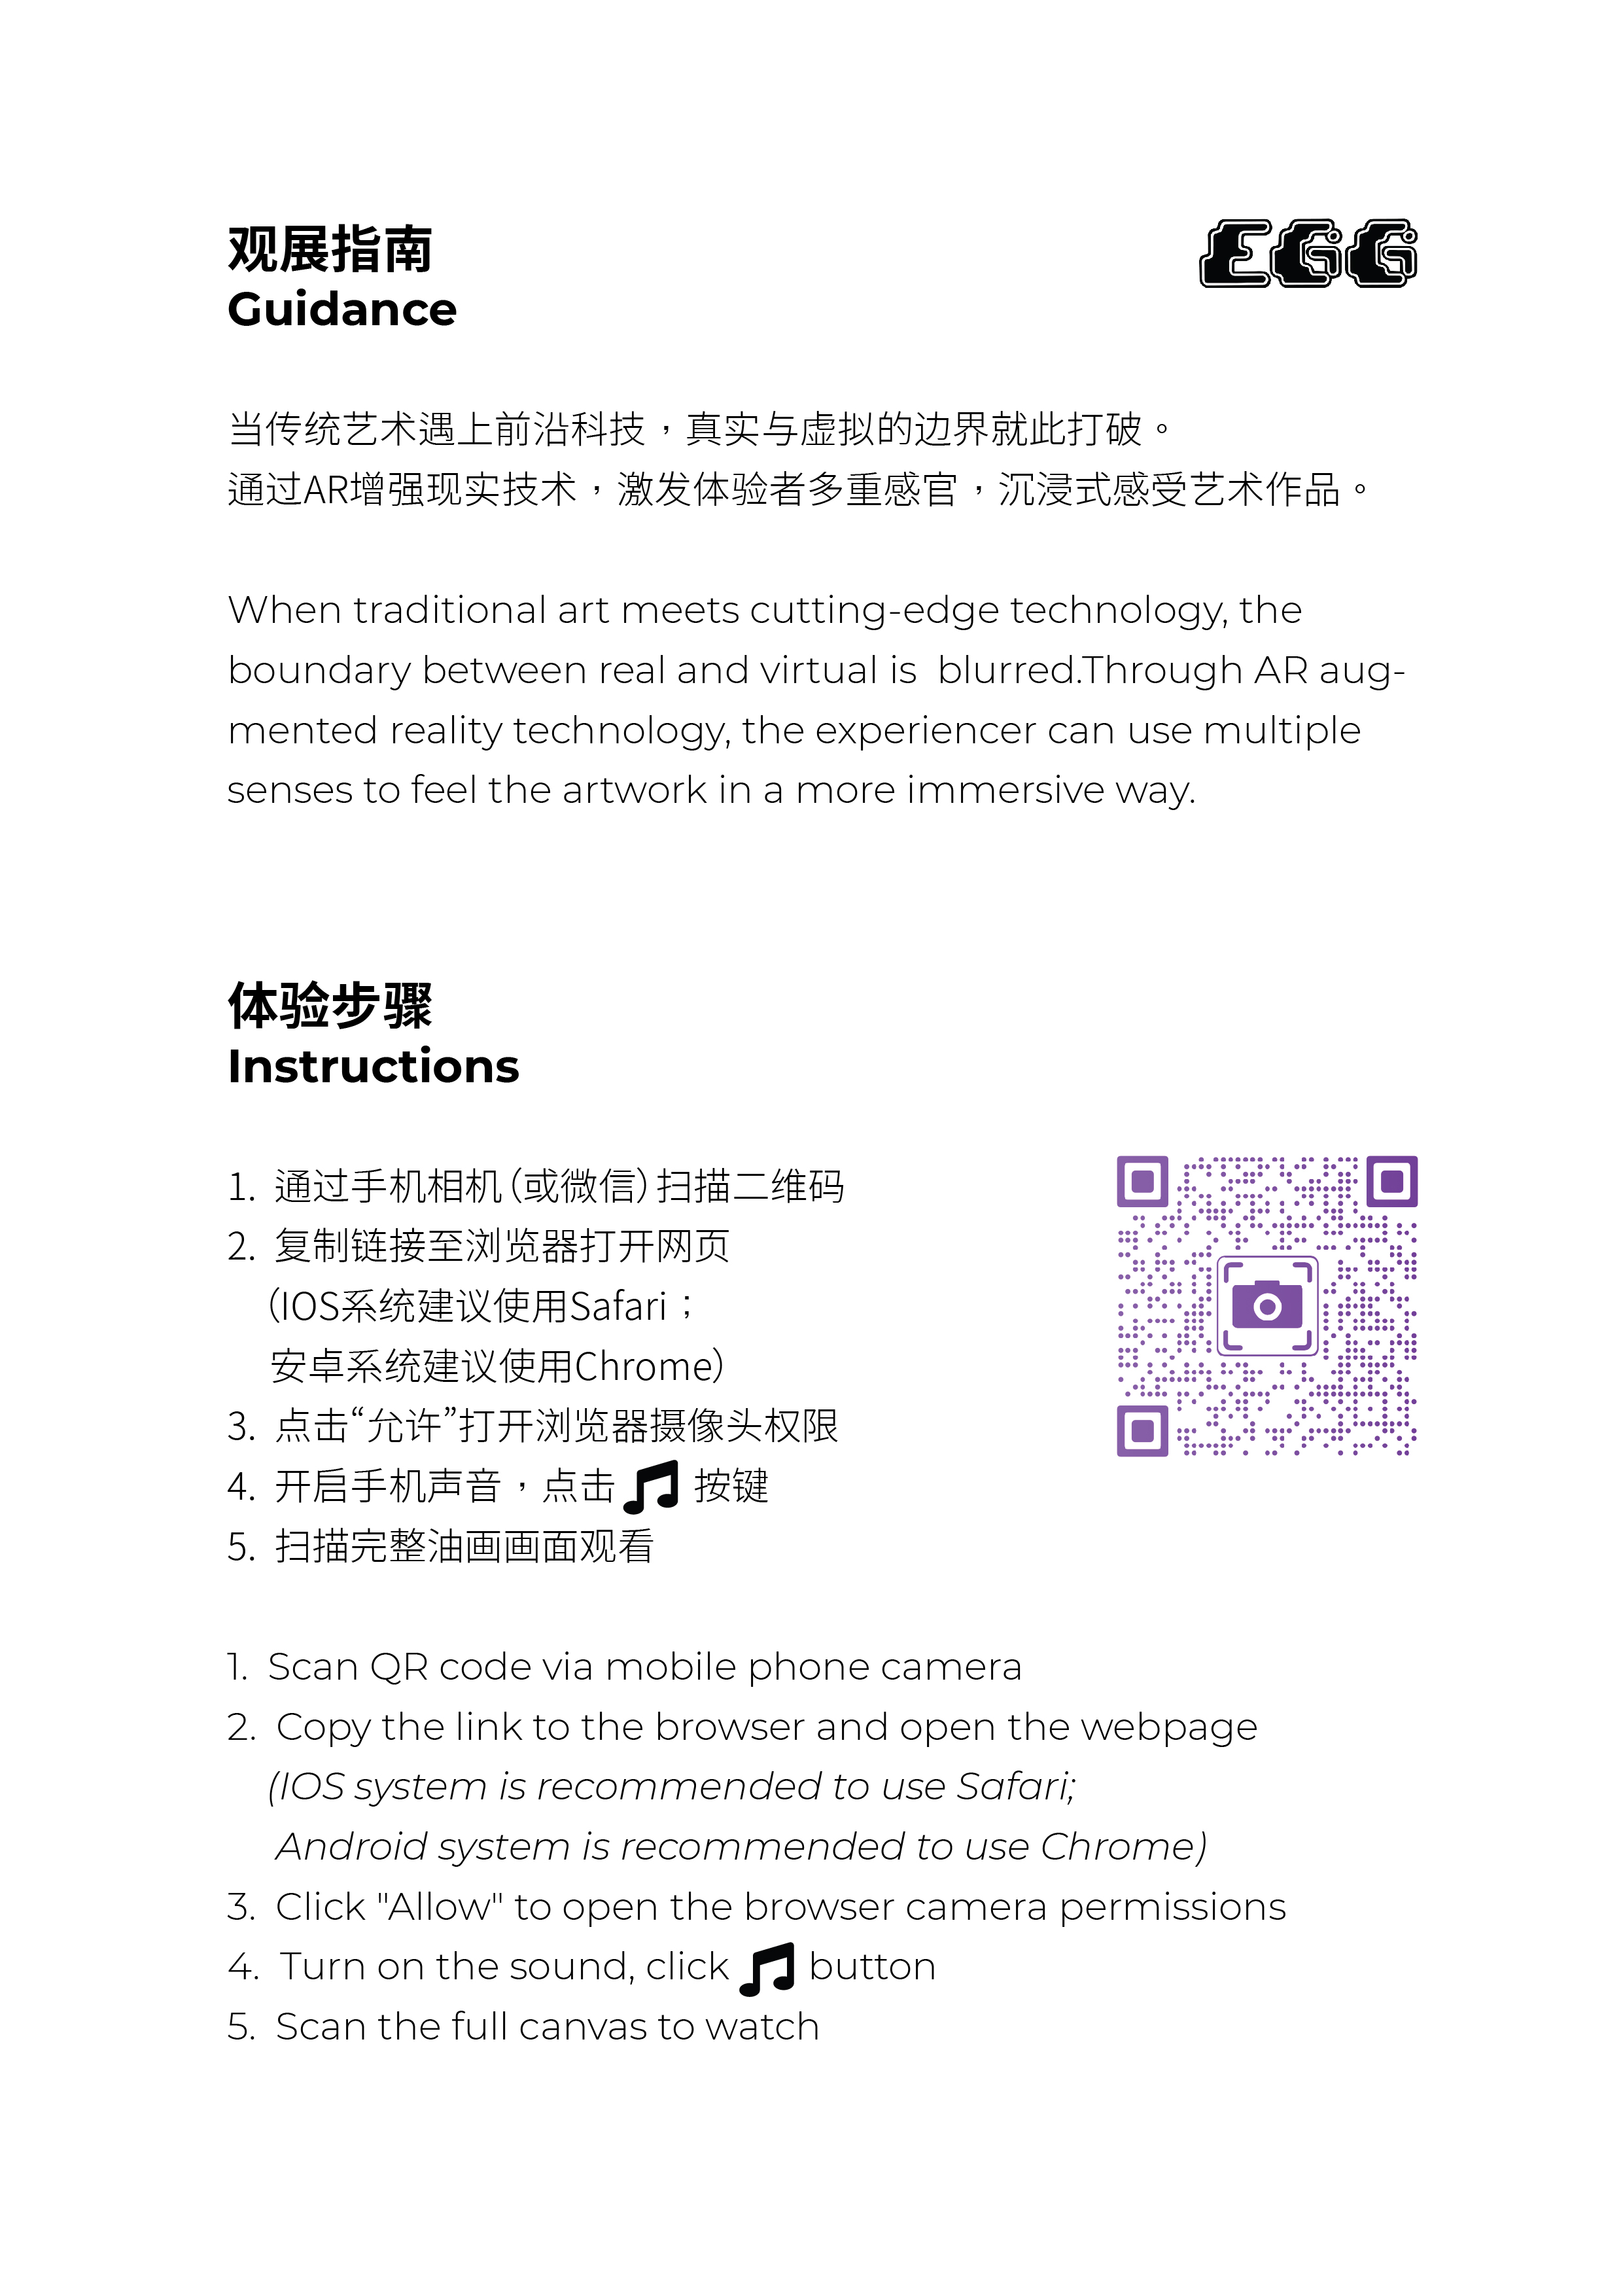 观展指南
EGG
Guidance
当传统艺术遇上前沿科技，真实与虚拟的边界就此打破。
通过AR增强现实技术，激发体验者多重感官，沉浸式感受艺术作品。
When traditional art meets cutting-edge technology, the
boundary between real and virtual is  blurred.Through AR aug-
mented reality technology, the experiencer can use multiple
senses to feel the artwork in a more immersive way.
体验步骤
Instructions
1. 通过手机相机（或微信）扫描二维码
2. 复制链接至浏览器打开网页
（IOS系统建议使用Safari；
安卓系统建议使用Chrome）
3. 点击“允许”打开浏览器摄像头权限
4. 开启手机声音，点击 按键
5. 扫描完整油画画面观看
1. Scan QR code via mobile phone camera
2. Copy the link to the browser and open the webpage
(IOS system is recommended to use Safari;
Android system is recommended to use Chrome)
3. Click "Allow" to open the browser camera permissions
4. Turn on the sound, click button
5. Scan the full canvas to watch